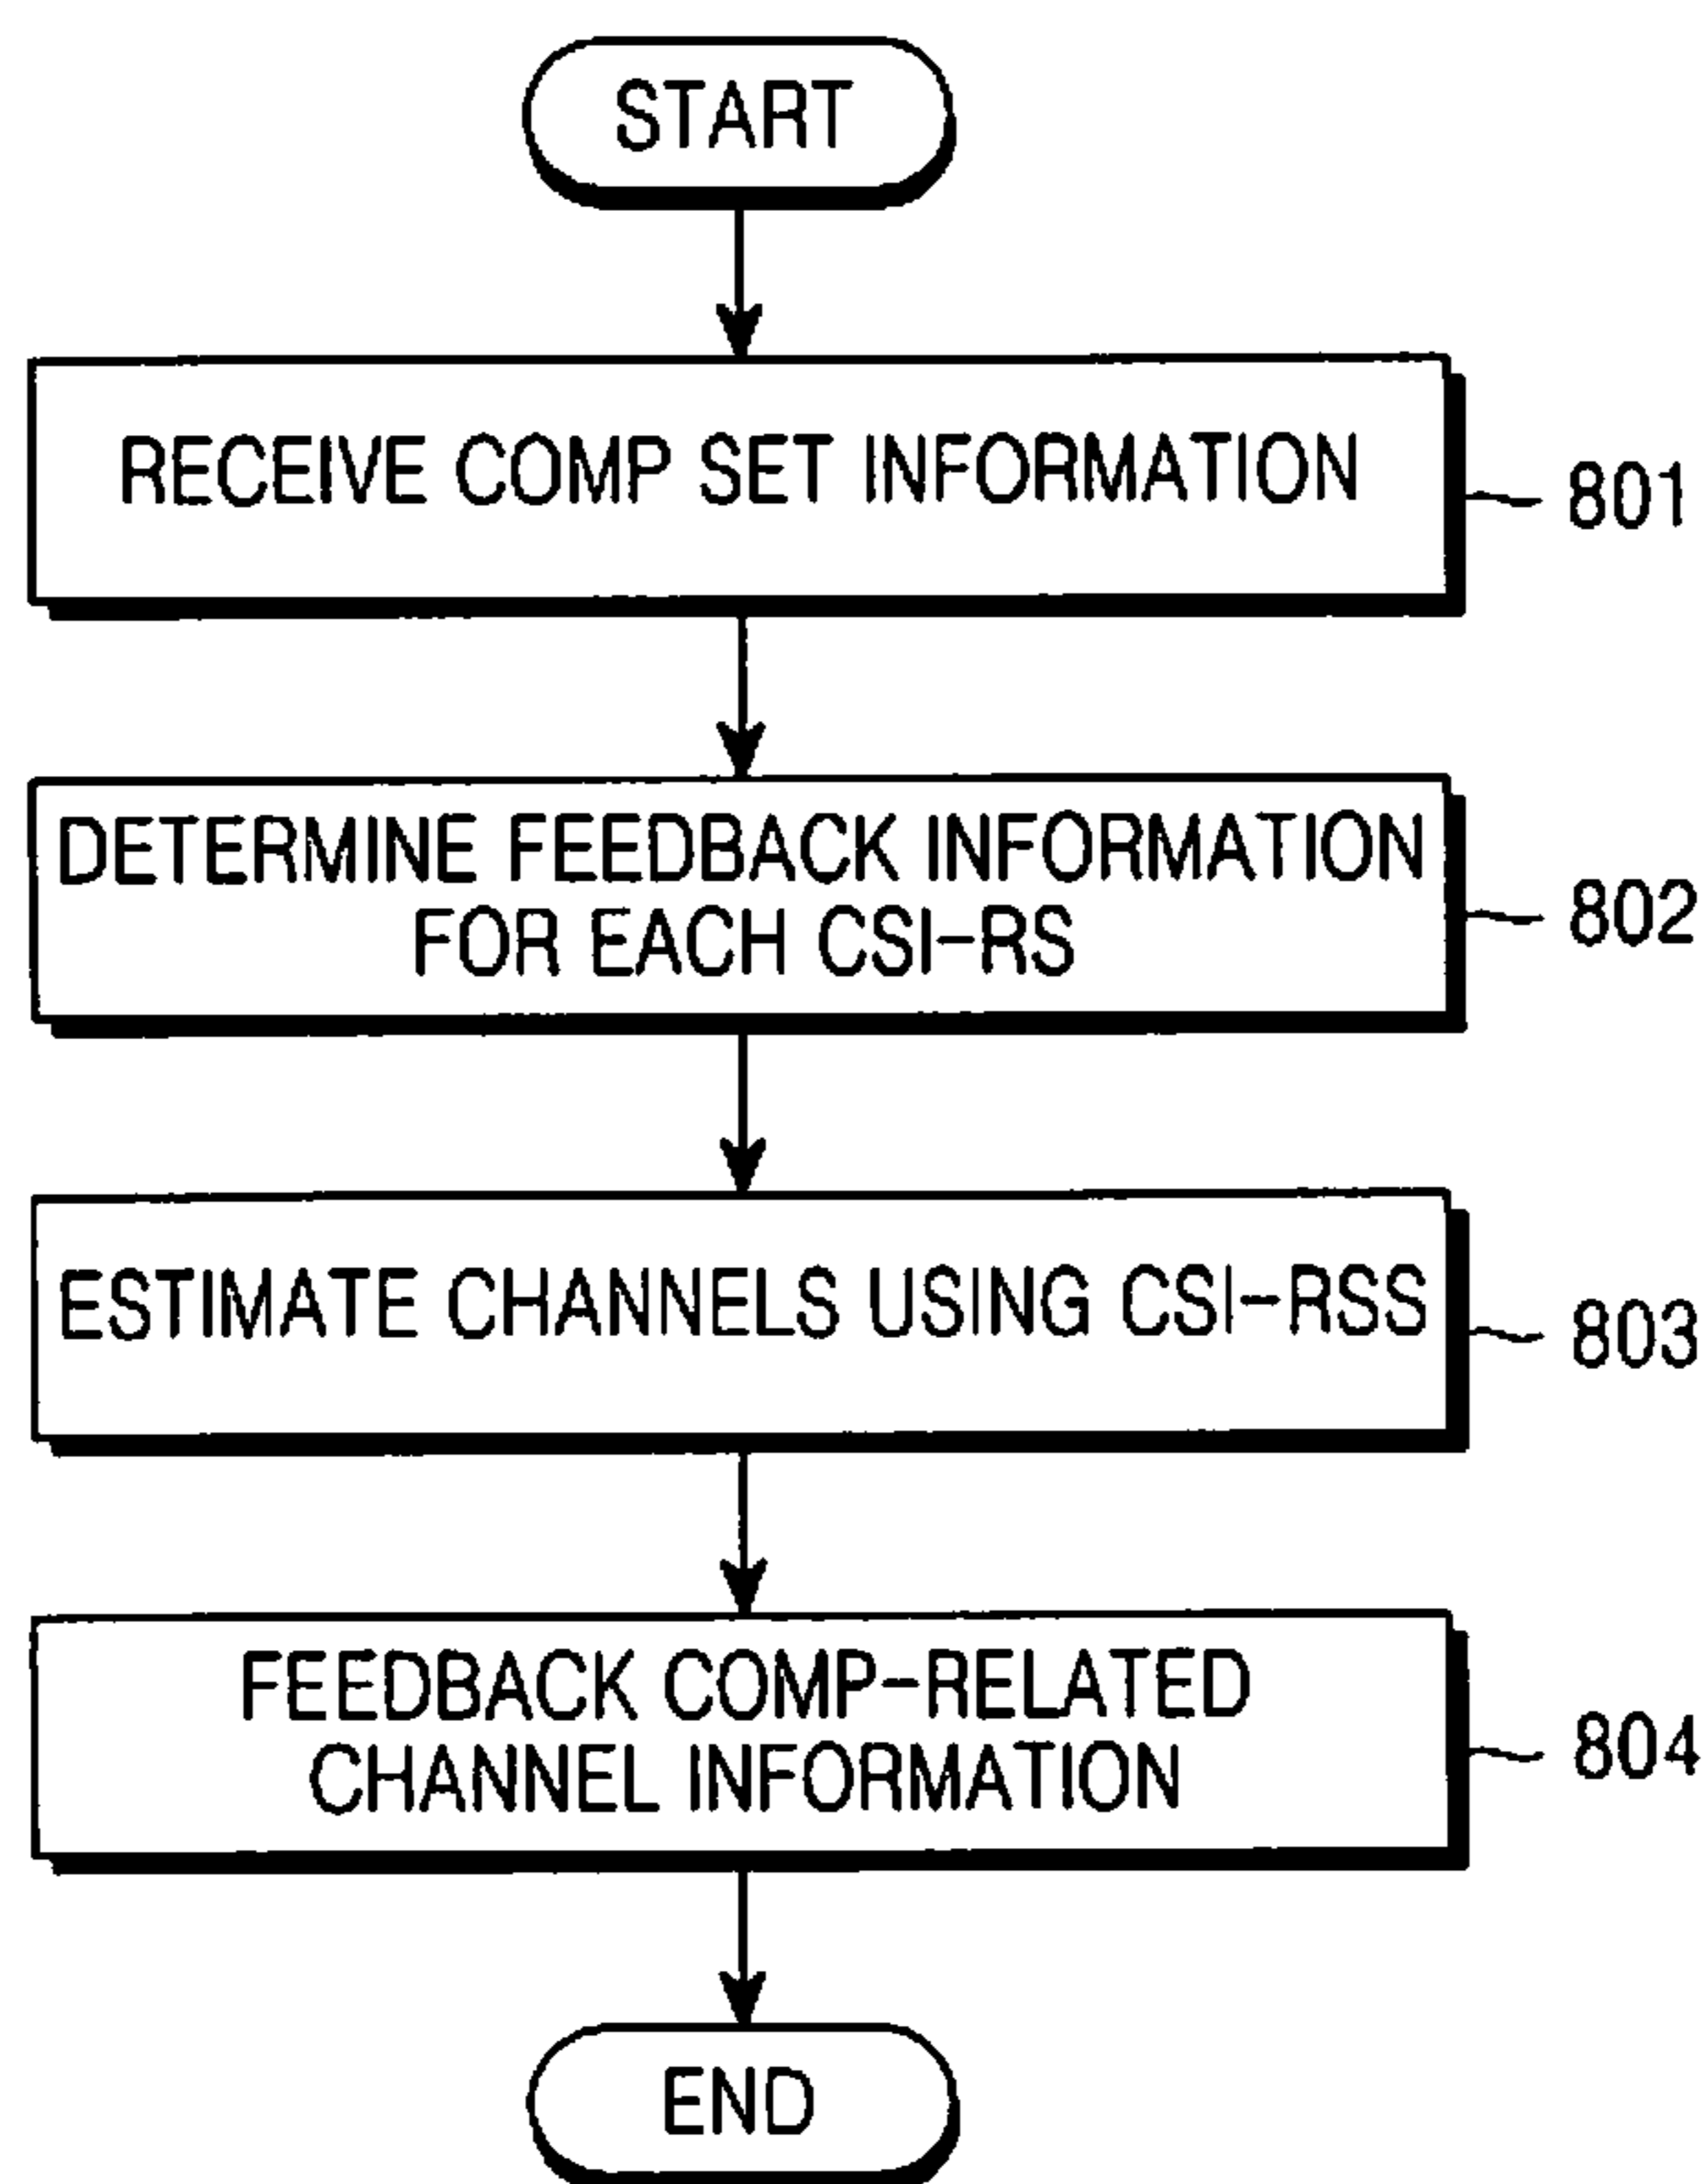 START
RECEIVE COMP SET INFORMATION
801
DETERMINE FEEDBACK INFORMATION
FOR EACH CSI-RS
802
ESTIMATE CHANNELS USING CSI-RSS
803
FEEDBACK COMP-RELATED
CHANNEL INFORMATION
804
END